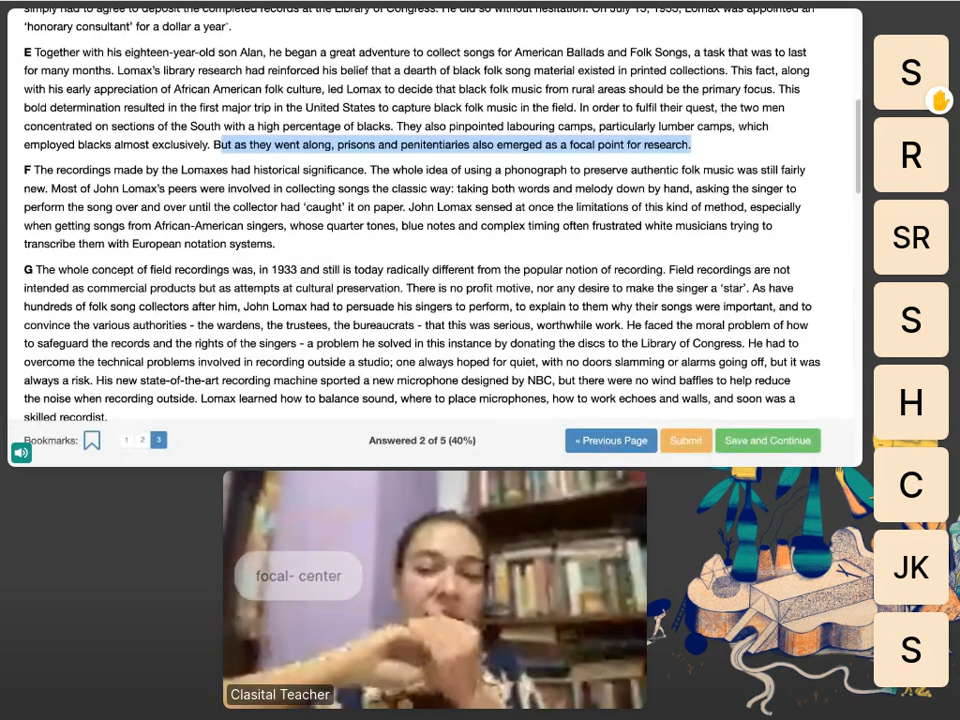 simply had to agree to deposit the completed records at the Library of Congress. He did so without hesitation. On July 15, 1933, Lomax was appointed an
'honorary consultant' for a dollar a year".
E Together with his eighteen-year-old son Alan, he began a great adventure to collect songs for American Ballads and Folk Songs, a task that was to last
for many months. Lomax's library research had reinforced his belief that a dearth of black folk song material existed in printed collections. This fact, along
with his early appreciation of African American folk culture, led Lomax to decide that black folk music from rural areas should be the primary focus. This
bold determination resulted in the first major trip in the United States to capture black folk music in the field. In order to fulfil their quest, the two men
concentrated on sections of the South with a high percentage of blacks. They also pinpointed labouring camps, particularly lumber camps, which
employed blacks almost exclusively. But as they went along, prisons and penitentiaries also emerged as a focal point for research.
F The recordings made by the Lomaxes had historical significance. The whole idea of using a phonograph to preserve authentic folk music was still fairly
new. Most of John Lomax's peers were involved in collecting songs the classic way: taking both words and melody down by hand, asking the singer to
perform the song over and over until the collector had 'caught' it on paper. John Lomax sensed at once the limitations of this kind of method, especially
when getting songs from African-American singers, whose quarter tones, blue notes and complex timing often frustrated white musicians trying to
transcribe them with European notation systems.
G The whole concept of field recordings was, in 1933 and still is today radically different from the popular notion of recording. Field recordings are not
intended as commercial products but as attempts at cultural preservation. There is no profit motive, nor any desire to make the singer a 'star'. As have
hundreds of folk song collectors after him, John Lomax had to persuade his singers to perform, to explain to them why their songs were important, and to
convince the various authorities - the wardens, the trustees, the bureaucrats - that this was serious, worthwhile work. He faced the moral problem of how
to safeguard the records and the rights of the singers - a problem he solved in this instance by donating the discs to the Library of Congress. He had to
overcome the technical problems involved in recording outside a studio; one always hoped for quiet, with no doors slamming or alarms going off, but it was
always a risk. His new state-of-the-art recording machine sported a new microphone designed by NBC, but there were no wind baffles to help reduce
the noise when recording outside. Lomax learned how to balance sound, where to place microphones, how to work echoes and walls, and soon was a
skilled recordist.
Bookmarks: 1 2 3 Answered 2 of 5 (40%) « Previous Page Submit Save and Continue
focal- center
Clasital Teacher
S
R
SR
S
H
C
JK
S